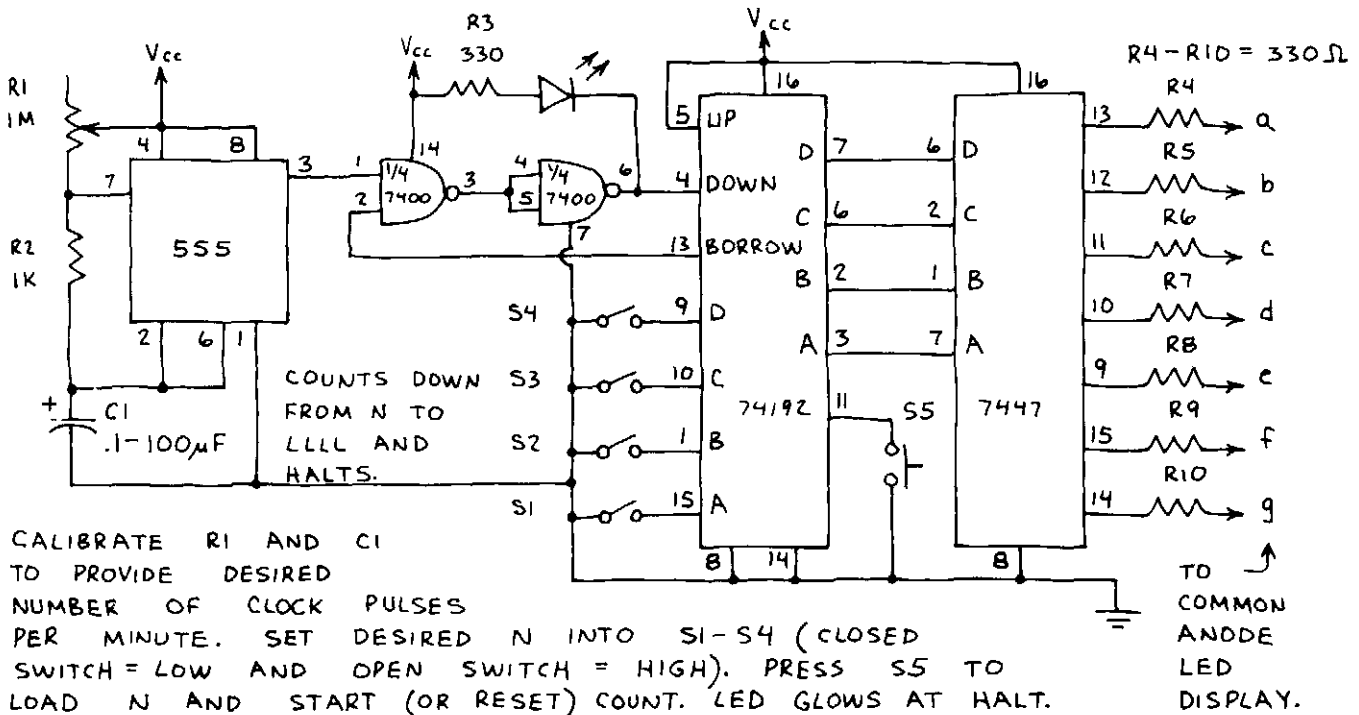 R3
330
Vcc
Vcc
Vcc
R4-R10 = 330Ω
R1
1M
4
8
7
3
555
R2
1K
2
6
1
+
C1
.1-100µF
1
2
14
1/4
7400
3
4
5
1/4
7400
6
7
16
5
UP
4
DOWN
13
BORROW
S4
9
D
S3
10
C
S2
1
B
S1
15
A
D
7
C
6
B
2
A
3
74192
11
S5
8
14
16
6
D
2
C
1
B
7
A
7447
8
13
R4
a
12
R5
b
11
R6
c
10
R7
d
9
R8
e
15
R9
f
14
R10
g
COUNTS DOWN
FROM N TO
LLLL AND
HALTS.
CALIBRATE R1 AND C1
TO PROVIDE DESIRED
NUMBER OF CLOCK PULSES
PER MINUTE. SET DESIRED N INTO S1-S4 (CLOSED
SWITCH = LOW AND OPEN SWITCH = HIGH). PRESS S5 TO
LOAD N AND START (OR RESET) COUNT. LED GLOWS AT HALT.
TO
COMMON
ANODE
LED
DISPLAY.